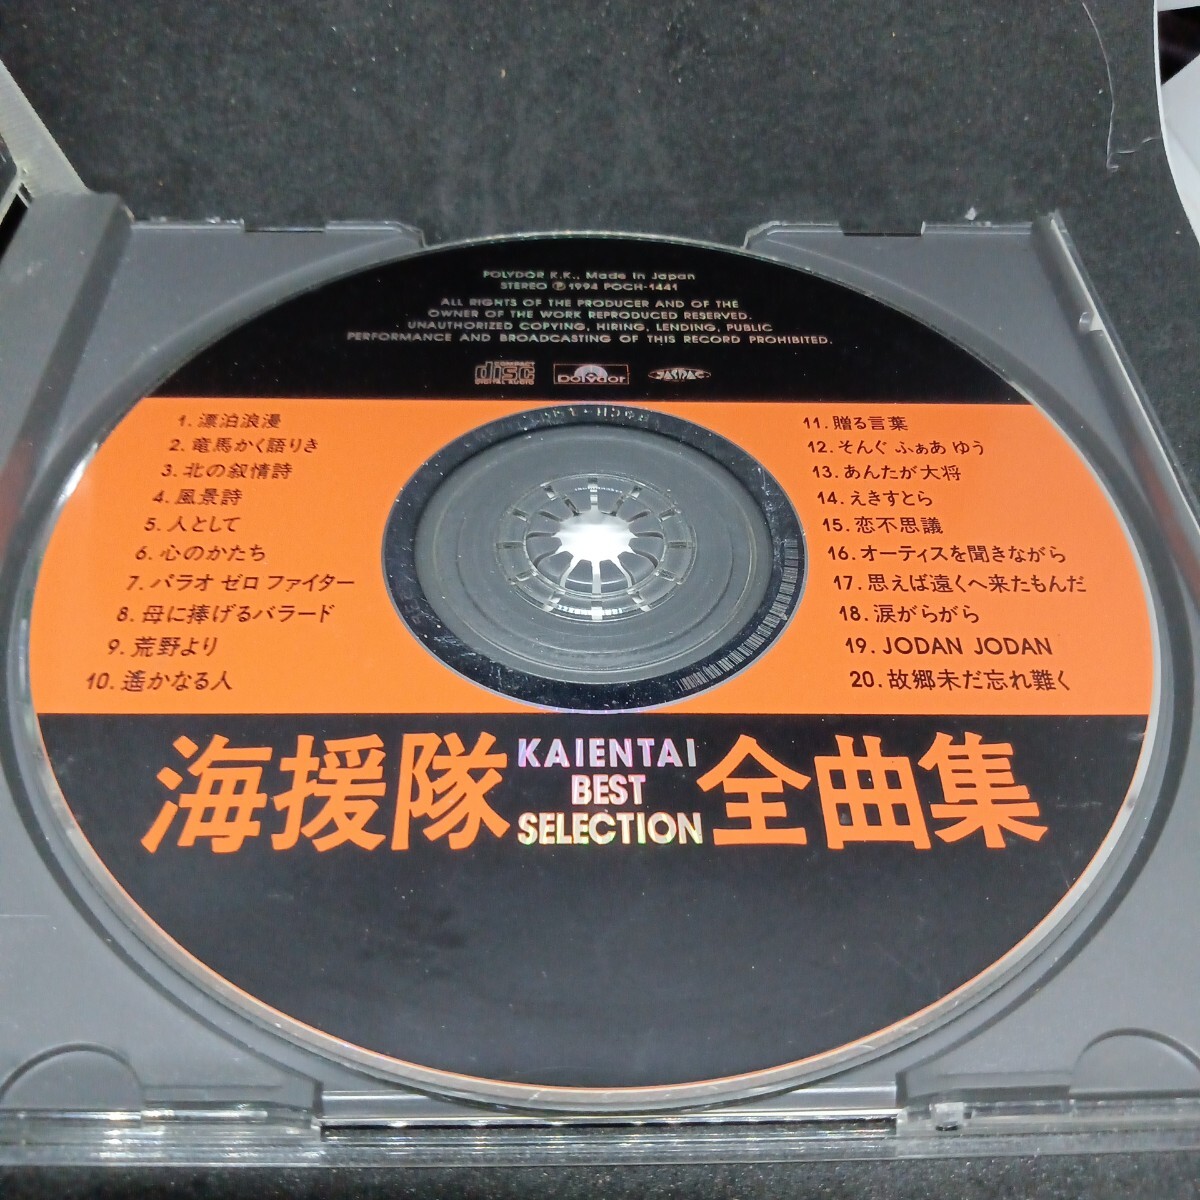 POLYDOR K.K., Made in Japan
STEREO Ⓟ 1994 POCH-1441
ALL RIGHTS OF THE PRODUCER AND OF THE
OWNER OF THE WORK REPRODUCED RESERVED.
UNAUTHORIZED COPYING, HIRING, LENDING, PUBLIC
PERFORMANCE AND BROADCASTING OF THIS RECORD PROHIBITED.
COMPACT
disc
DIGITAL AUDIO
Polydor
JASRAC
1. 漂泊浪漫
2. 竜馬かく語りき
3. 北の叙情詩
4. 風景詩
5. 人として
6. 心のかたち
7. パラオ ゼロ ファイター
8. 母に捧げるバラード
9. 荒野より
10. 遙かなる人
11. 贈る言葉
12. そんぐ ふぁあ ゆう
13. あんたが大将
14. えきすとら
15. 恋不思議
16. オーティスを聞きながら
17. 思えば遠くへ来たもんだ
18. 涙がらがら
19. JODAN JODAN
20. 故郷未だ忘れ難く
海援隊
KAIENTAI
BEST
SELECTION
全曲集